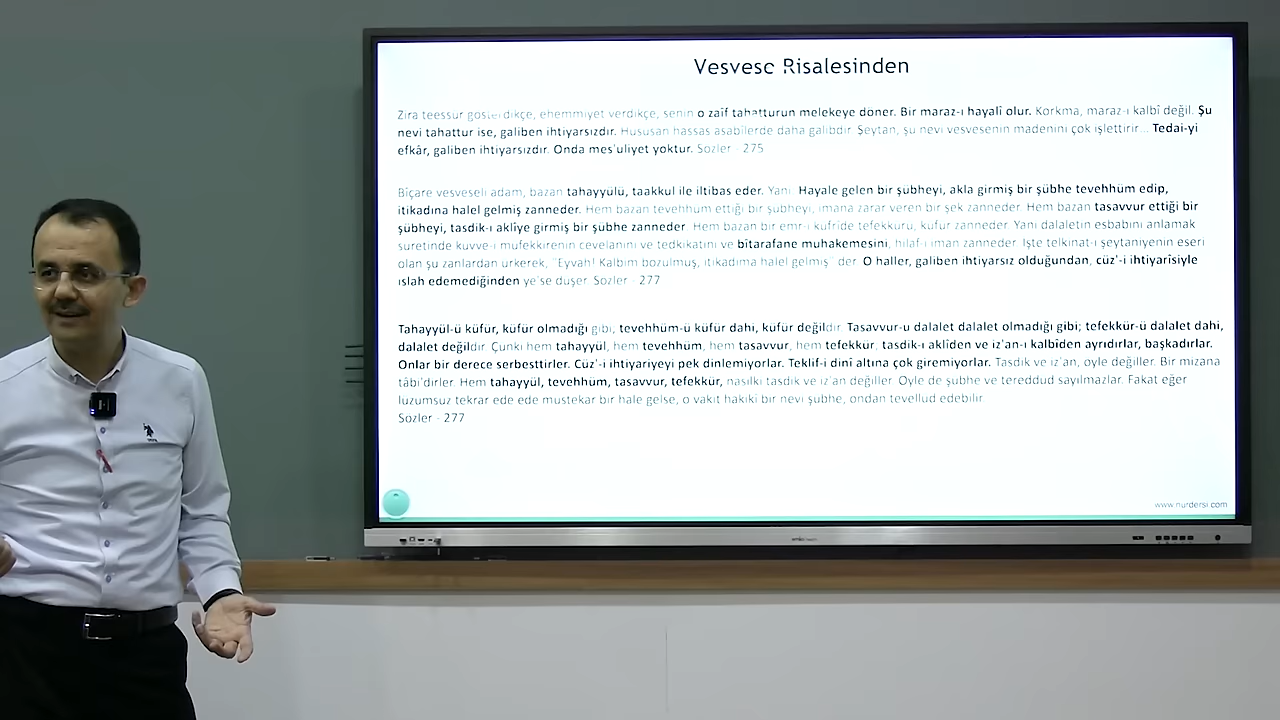 Vesvese Risalesinden
Zira teessür gösterdikçe, ehemmiyet verdikçe, senin o zaîf tahatturun melekeye döner. Bir maraz-ı hayalî olur. Korkma, maraz-ı kalbî değil. Şu
nevi tahattur ise, galiben ihtiyarsızdır. Hususan hassas asabîlerde daha galibdir. Şeytan, şu nevi vesvesenin madenini çok işlettirir... Tedai-yi
efkâr, galiben ihtiyarsızdır. Onda mes'uliyet yoktur. Sözler - 275
Bîçare vesveseli adam, bazan tahayyülü, taakkul ile iltibas eder. Yani: Hayale gelen bir şübheyi, akla girmiş bir şübhe tevehhüm edip,
itikadına halel gelmiş zanneder. Hem bazan tevehhüm ettiği bir şübheyi, imana zarar veren bir şek zanneder. Hem bazan tasavvur ettiği bir
şübheyi, tasdik-ı aklîye girmiş bir şübhe zanneder. Hem bazan bir emr-i küfrîde tefekkürü, küfür zanneder. Yani dalaletin esbabını anlamak
suretinde kuvve-i müfekkirenin cevelanını ve tedkikatını ve bîtarafane muhakemesini, hilaf-ı iman zanneder. İşte telkinat-ı şeytaniyenin eseri
olan şu zanlardan ürkerek, "Eyvah! Kalbim bozulmuş, itikadıma halel gelmiş" der. O haller, galiben ihtiyarsız olduğundan, cüz'-i ihtiyarîsiyle
ıslah edemediğinden ye'se düşer. Sözler - 277
Tahayyül-ü küfür, küfür olmadığı gibi, tevehhüm-ü küfür dahi, küfür değildir. Tasavvur-u dalalet dalalet olmadığı gibi; tefekkür-ü dalalet dahi,
dalalet değildir. Çünki hem tahayyül, hem tevehhüm, hem tasavvur, hem tefekkür; tasdik-ı aklîden ve iz'an-ı kalbîden ayrıdırlar, başkadırlar.
Onlar bir derece serbesttirler. Cüz'-i ihtiyariyeyi pek dinlemiyorlar. Teklif-i dinî altına çok giremiyorlar. Tasdik ve iz'an, öyle değiller. Bir mizana
tâbi'dirler. Hem tahayyül, tevehhüm, tasavvur, tefekkür, nasılki tasdik ve iz'an değiller. Öyle de şübhe ve tereddüd sayılmazlar. Fakat eğer
lüzumsuz tekrar ede ede müstekar bir hale gelse, o vakit hakikî bir nevi şübhe, ondan tevellüd edebilir.
Sözler - 277
www.nurdersi.com